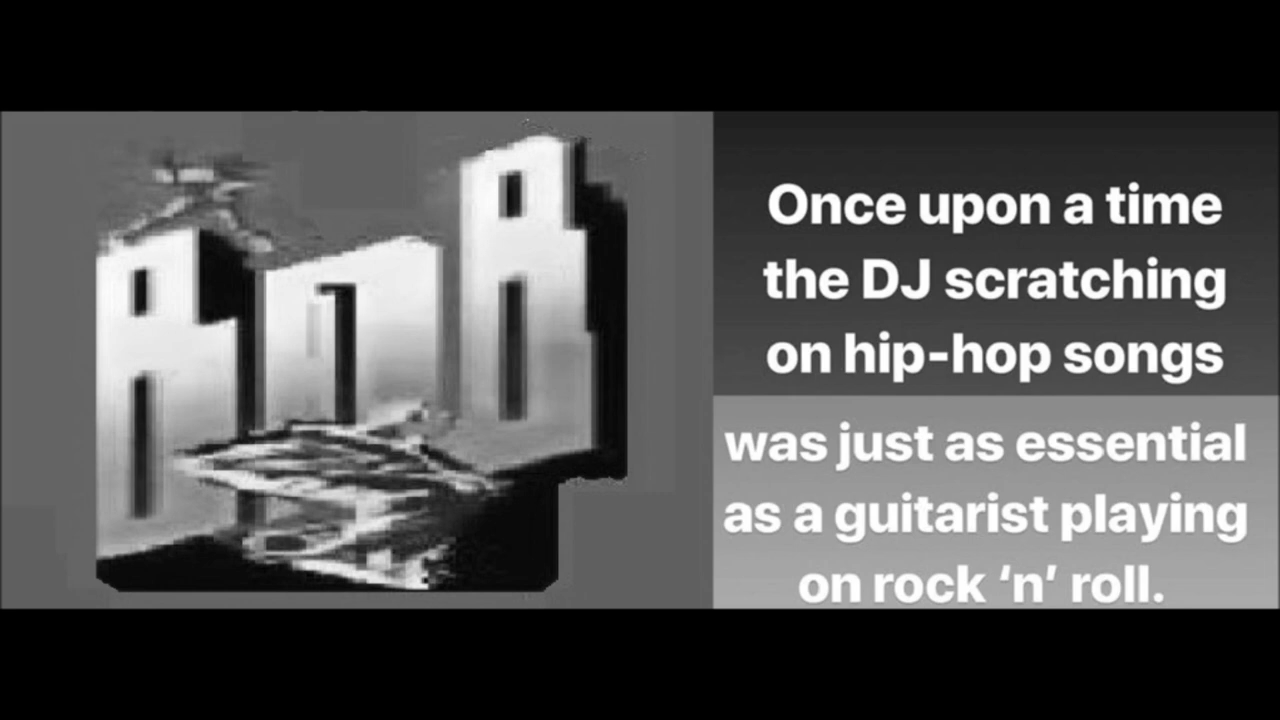 Once upon a time
the DJ scratching
on hip-hop songs
was just as essential
as a guitarist playing
on rock ‘n’ roll.